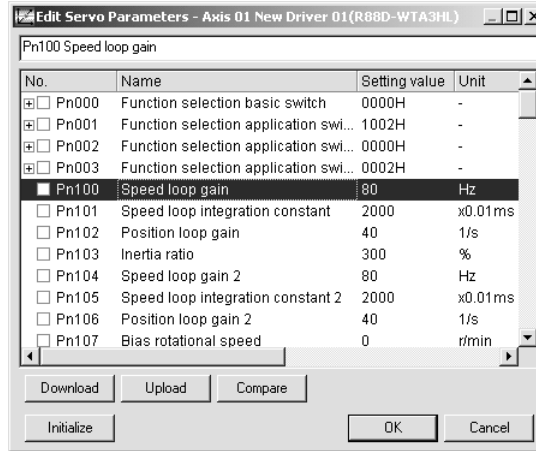 Edit Servo Parameters - Axis 01 New Driver 01(R88D-WTA3HL)
Pn100 Speed loop gain
No. Name Setting value Unit
Pn000 Function selection basic switch 0000H -
Pn001 Function selection application swi... 1002H -
Pn002 Function selection application swi... 0000H -
Pn003 Function selection application swi... 0002H -
Pn100 Speed loop gain 80 Hz
Pn101 Speed loop integration constant 2000 x0.01ms
Pn102 Position loop gain 40 1/s
Pn103 Inertia ratio 300 %
Pn104 Speed loop gain 2 80 Hz
Pn105 Speed loop integration constant 2 2000 x0.01ms
Pn106 Position loop gain 2 40 1/s
Pn107 Bias rotational speed 0 r/min
Download Upload Compare
Initialize OK Cancel